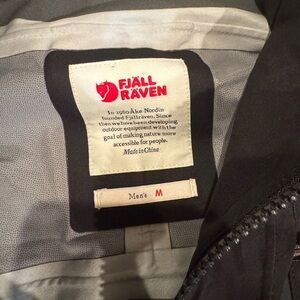 FJÄLL
RÄVEN
In 1960 Åke Nordin
founded Fjällräven. Since
then we have been developing
outdoor equipment with the
goal of making nature more
accessible for people.
Made in China
Men's M